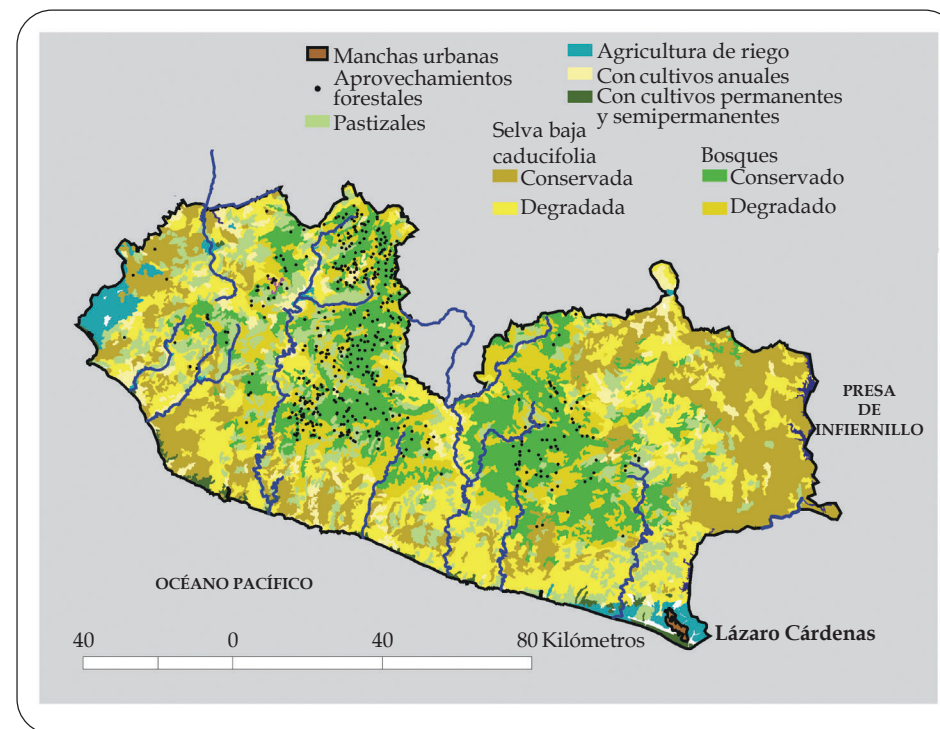 Manchas urbanas
Aprovechamientos
forestales
Pastizales
Agricultura de riego
Con cultivos anuales
Con cultivos permanentes
y semipermanentes
Selva baja
caducifolia
Conservada
Degradada
Bosques
Conservado
Degradado
PRESA
DE
INFIERNILLO
OCÉANO PACÍFICO
Lázaro Cárdenas
40 0 40 80 Kilómetros